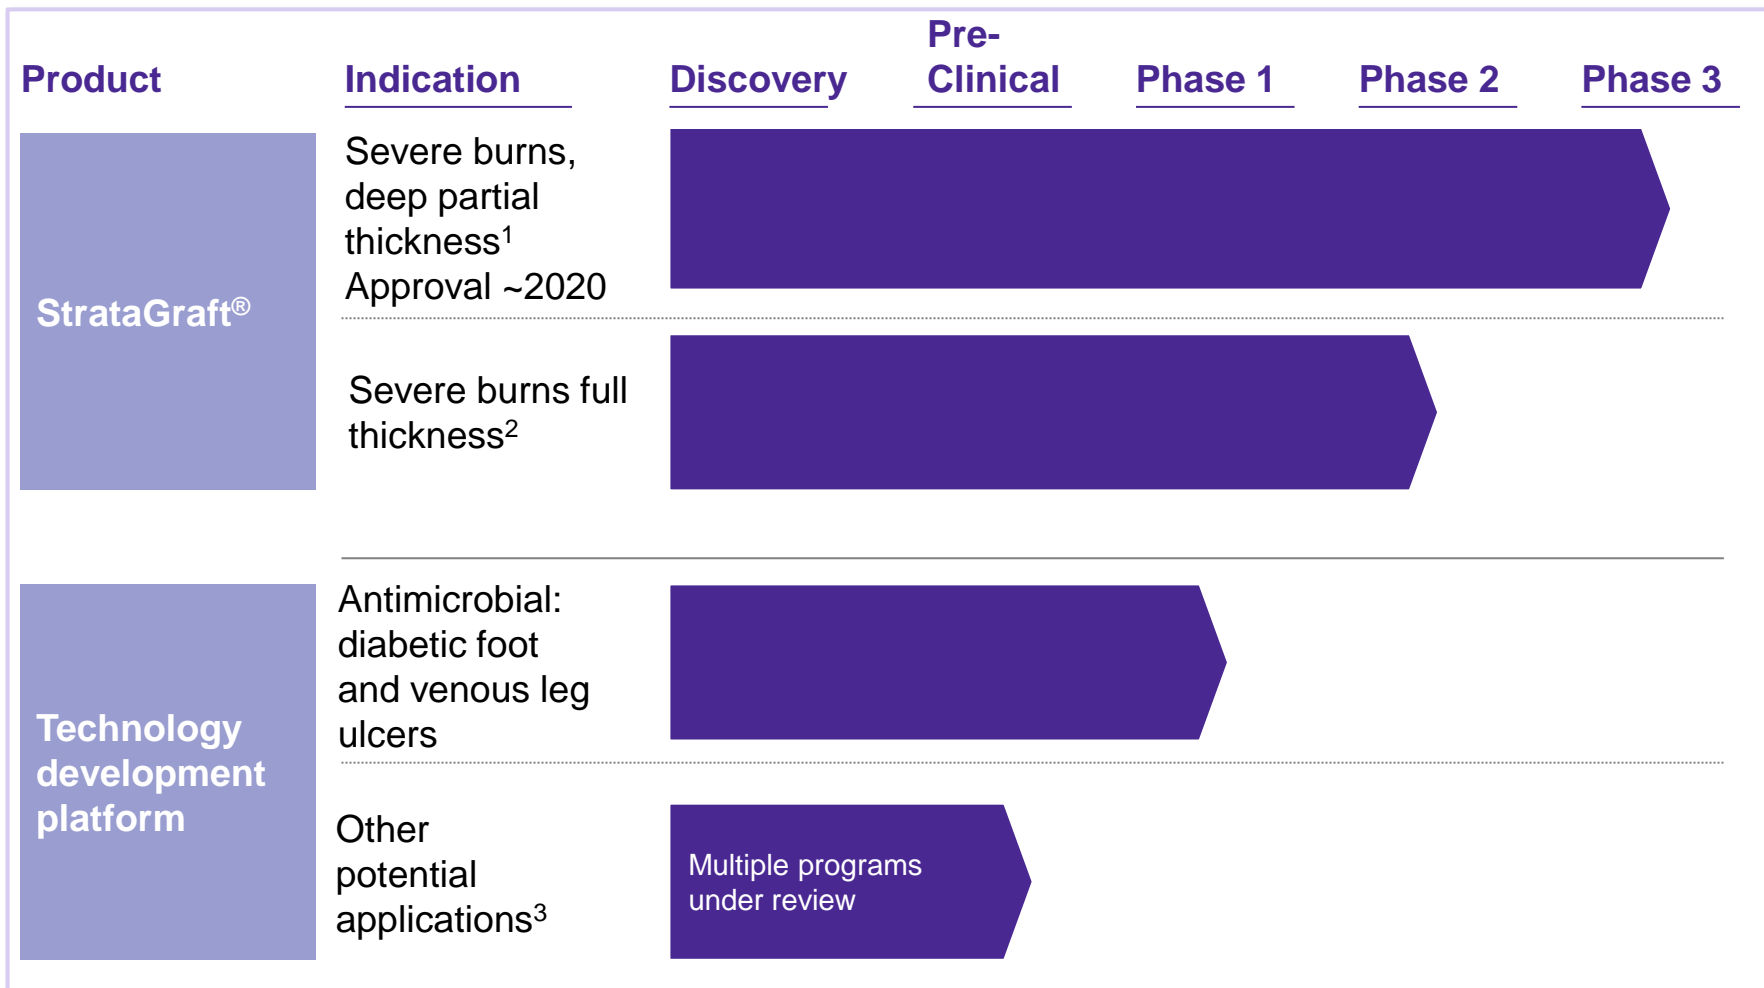 Product
Indication
Discovery
Pre-
Clinical
Phase 1
Phase 2
Phase 3
StrataGraft®
Severe burns,
deep partial
thickness¹
Approval ~2020
Severe burns full
thickness²
Technology
development
platform
Antimicrobial:
diabetic foot
and venous leg
ulcers
Other
potential
applications³
Multiple programs
under review